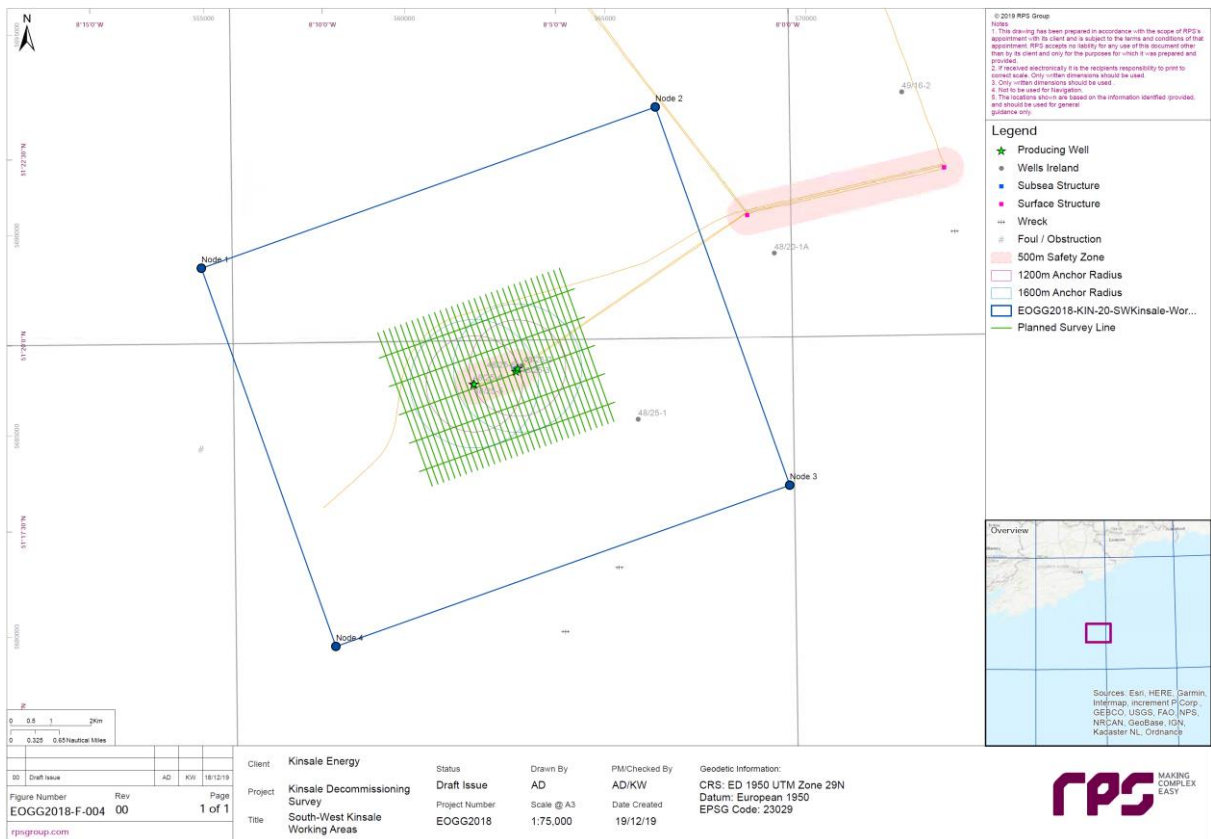 555000
560000
565000
570000
8°15'0"W
8°10'0"W
8°5'0"W
8°0'0"W
N
5695000
51°22'30"N
5690000
51°20'0"N
5685000
51°17'30"N
5680000
Node 2
49/16-2
Node 1
48/20-1A
48/25-1
Node 3
Node 4
0 0.5 1 2Km
0 0.325 0.65 Nautical Miles
© 2019 RPS Group
Notes
1. This drawing has been prepared in accordance with the scope of RPS's
appointment with its client and is subject to the terms and conditions of that
appointment. RPS accepts no liability for any use of this document other
than by its client and only for the purposes for which it was prepared and
provided.
2. If received electronically it is the recipients responsibility to print to
correct scale. Only written dimensions should be used.
3. Only written dimensions should be used.
4. Not to be used for Navigation.
5. The locations shown are based on the information identified /provided,
and should be used for general
guidance only.
Legend
Producing Well
Wells Ireland
Subsea Structure
Surface Structure
Wreck
Foul / Obstruction
500m Safety Zone
1200m Anchor Radius
1600m Anchor Radius
EOGG2018-KIN-20-SWKinsale-Wor...
Planned Survey Line
Overview
Sources: Esri, HERE, Garmin,
Intermap, increment P Corp.,
GEBCO, USGS, FAO, NPS,
NRCAN, GeoBase, IGN,
Kadaster NL, Ordnance
00 Draft Issue AD KW 18/12/19
Figure Number Rev Page
EOGG2018-F-004 00 1 of 1
rpsgroup.com
Client Kinsale Energy
Project Kinsale Decommissioning
Survey
Title South-West Kinsale
Working Areas
Status Drawn By PM/Checked By
Draft Issue AD AD/KW
Project Number Scale @ A3 Date Created
EOGG2018 1:75,000 19/12/19
Geodetic Information:
CRS: ED 1950 UTM Zone 29N
Datum: European 1950
EPSG Code: 23029
rps MAKING
COMPLEX
EASY